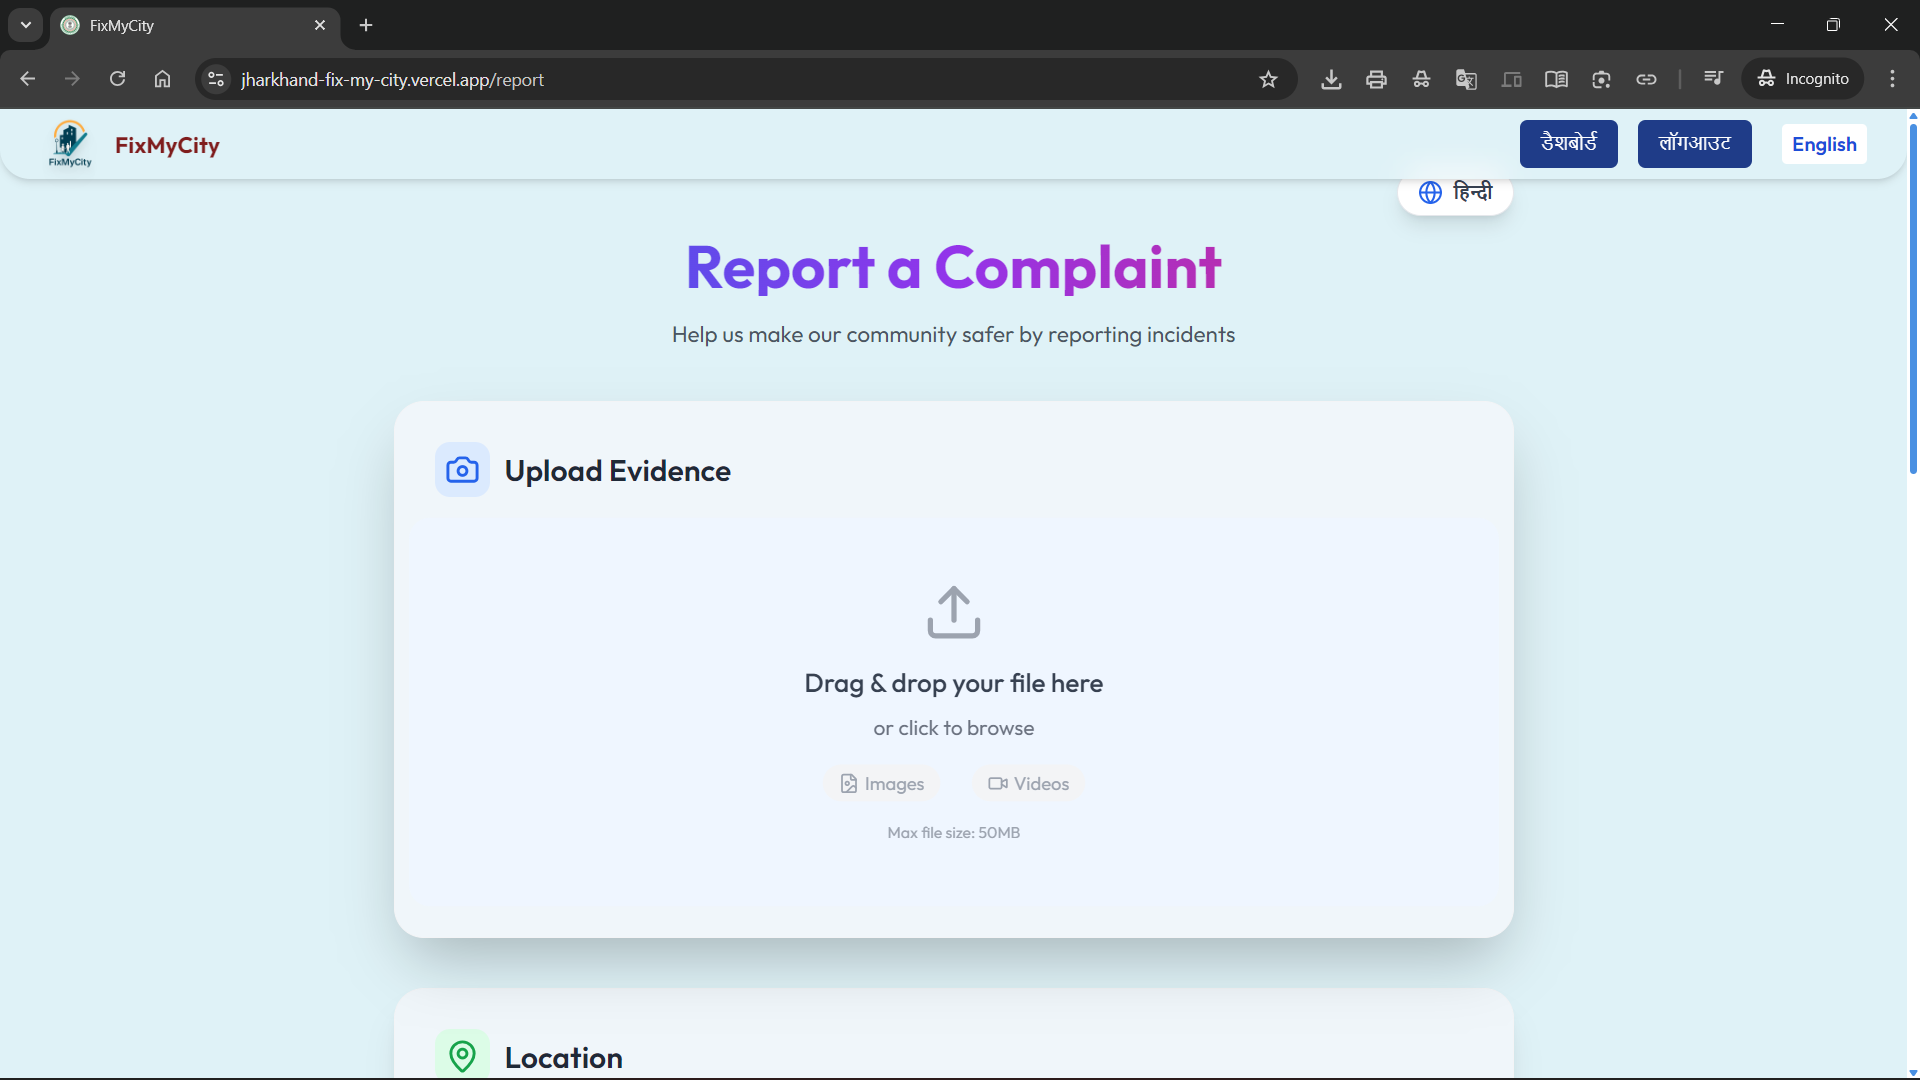 FixMyCity
jharkhand-fix-my-city.vercel.app/report
Incognito
FixMyCity
FixMyCity
डैशबोर्ड
लॉगआउट
English
हिन्दी
Report a Complaint
Help us make our community safer by reporting incidents
Upload Evidence
Drag & drop your file here
or click to browse
Images
Videos
Max file size: 50MB
Location